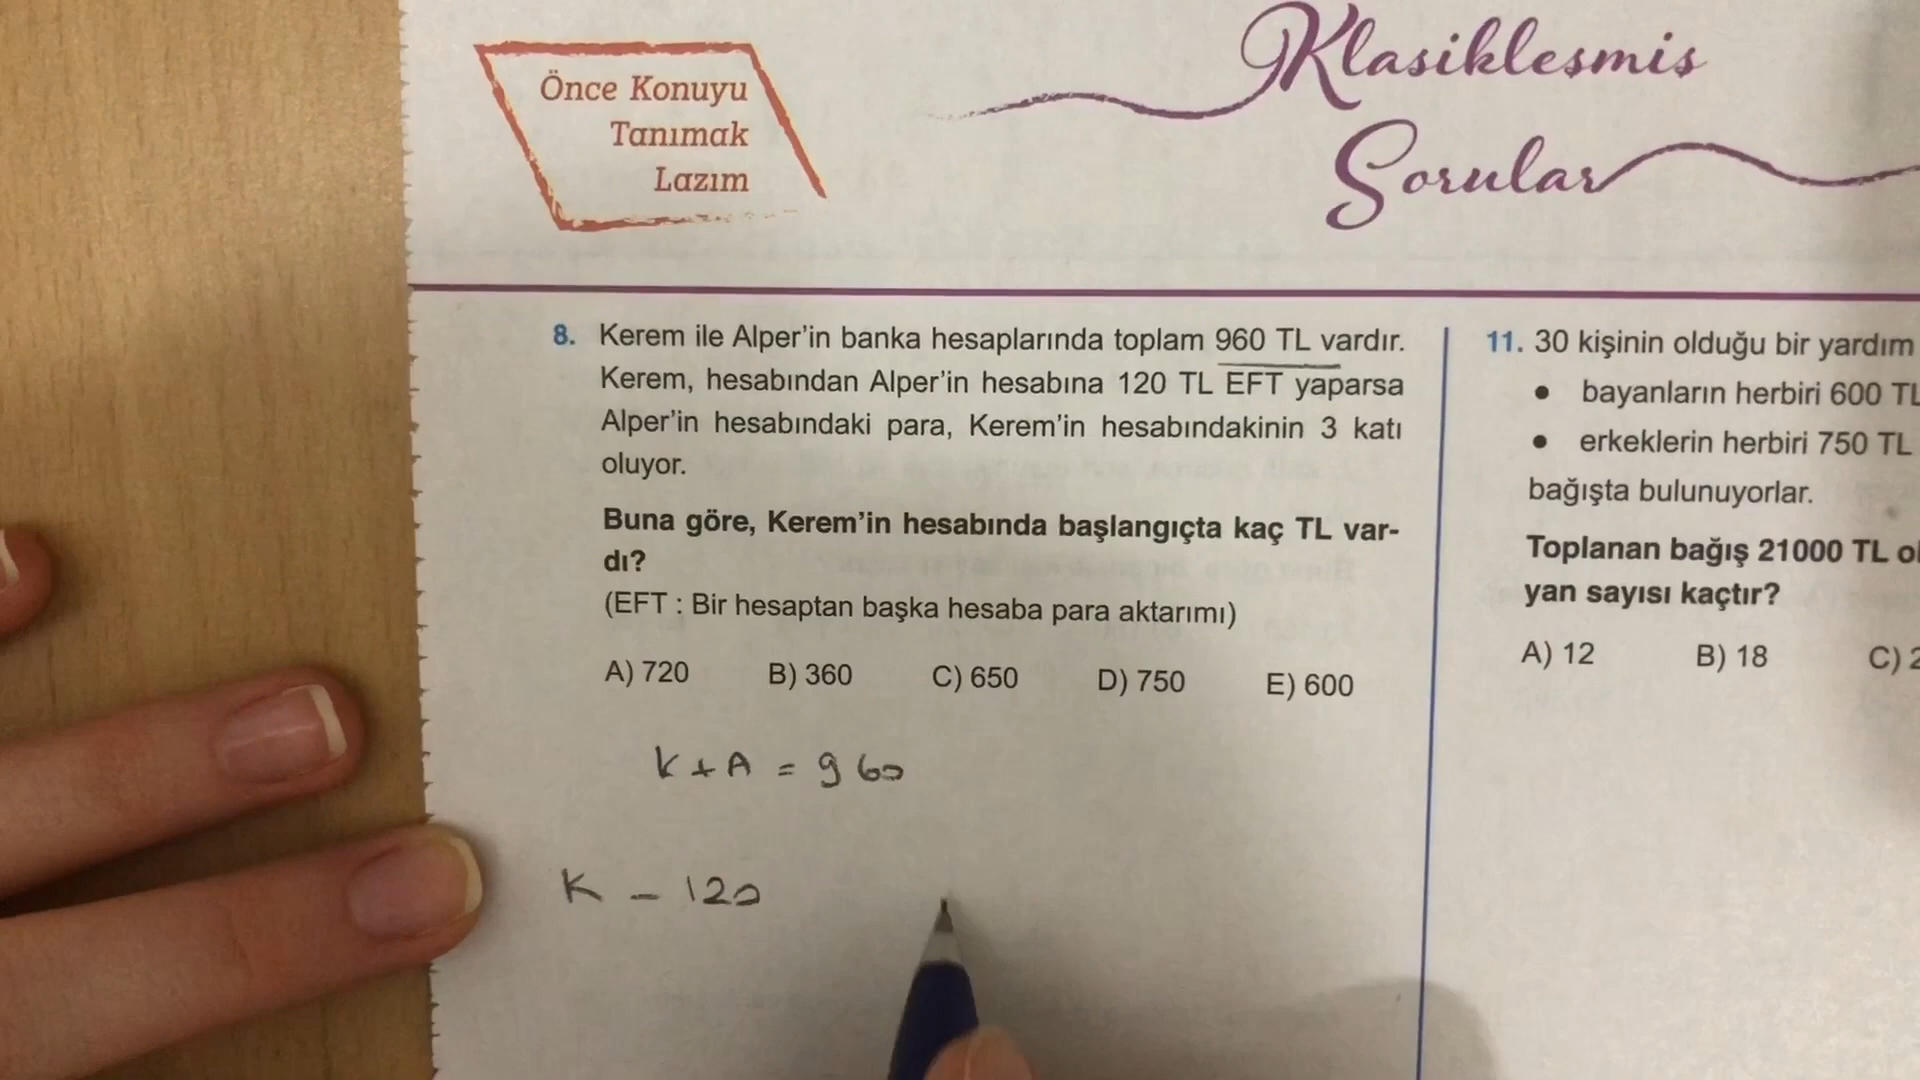 Önce Konuyu
Tanımak
Lazım
Klasikleşmiş
Sorular
8. Kerem ile Alper'in banka hesaplarında toplam 960 TL vardır.
Kerem, hesabından Alper'in hesabına 120 TL EFT yaparsa
Alper'in hesabındaki para, Kerem'in hesabındakinin 3 katı
oluyor.
Buna göre, Kerem'in hesabında başlangıçta kaç TL var-
dı?
(EFT : Bir hesaptan başka hesaba para aktarımı)
A) 720 B) 360 C) 650 D) 750 E) 600
K + A = 960
K - 120
11. 30 kişinin olduğu bir yardım
• bayanların herbiri 600 TL
• erkeklerin herbiri 750 TL
bağışta bulunuyorlar.
Toplanan bağış 21000 TL ol
yan sayısı kaçtır?
A) 12 B) 18 C) 2